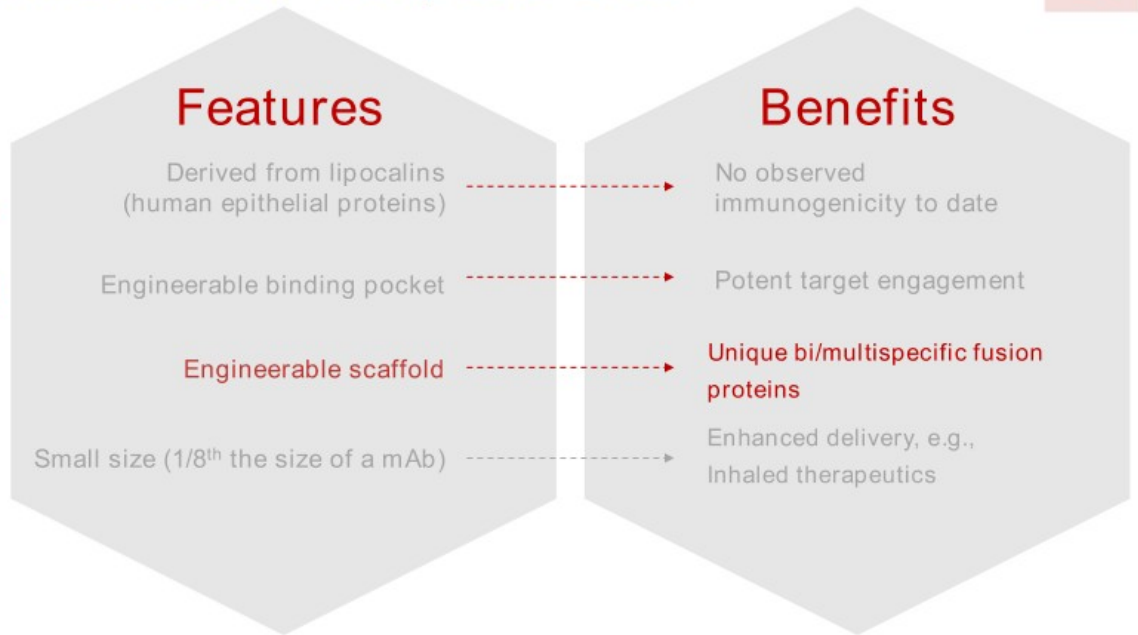 Features
Derived from lipocalins
(human epithelial proteins)
Engineerable binding pocket
Engineerable scaffold
Small size (1/8th the size of a mAb)
Benefits
No observed
immunogenicity to date
Potent target engagement
Unique bi/multispecific fusion
proteins
Enhanced delivery, e.g.,
Inhaled therapeutics